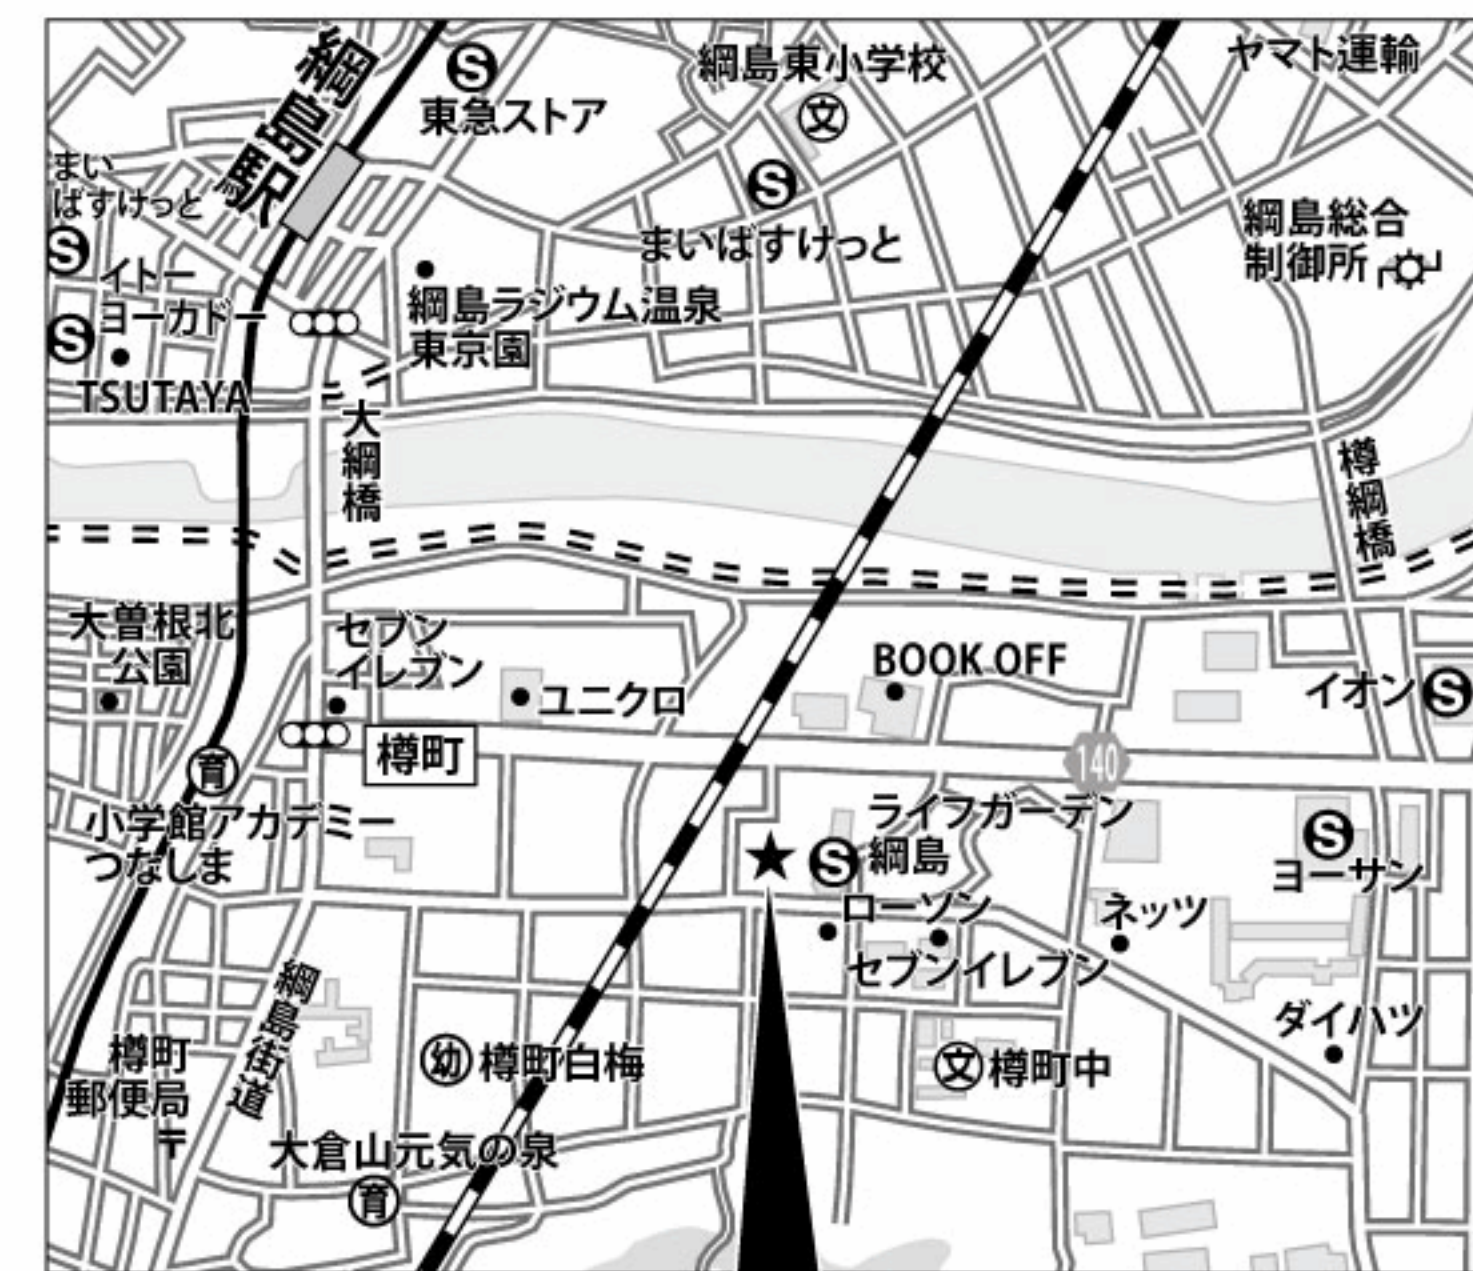 綱島駅
S
東急ストア
綱島東小学校
文
ヤマト運輸
まい
ばすけっと
S
イトー
ヨーカドー
S
TSUTAYA
綱島ラジウム温泉
東京園
S
まいばすけっと
綱島総合
制御所
大綱橋
樽綱橋
大曽根北
公園
セブン
イレブン
ユニクロ
BOOK OFF
イオン
S
樽町
140
育
小学館アカデミー
つなしま
ライフガーデン
綱島
S
S
ヨーサン
★
ローソン
セブンイレブン
ネッツ
ダイハツ
綱島街道
樽町
郵便局
〒
幼
樽町白梅
文
樽町中
大倉山元気の泉
育